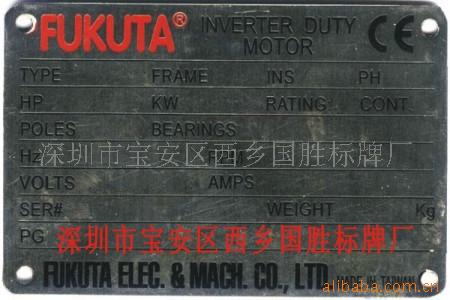 FUKUTA® INVERTER DUTY MOTOR CE
TYPE FRAME INS PH
HP KW RATING CONT.
POLES BEARINGS
Hz RPM
深圳市宝安区西乡国胜标牌厂
VOLTS AMPS
SER# WEIGHT Kg
PG
深圳市宝安区西乡国胜标牌厂
FUKUTA ELEC. & MACH. CO., LTD. MADE IN TAIWAN
alibaba.com.cn